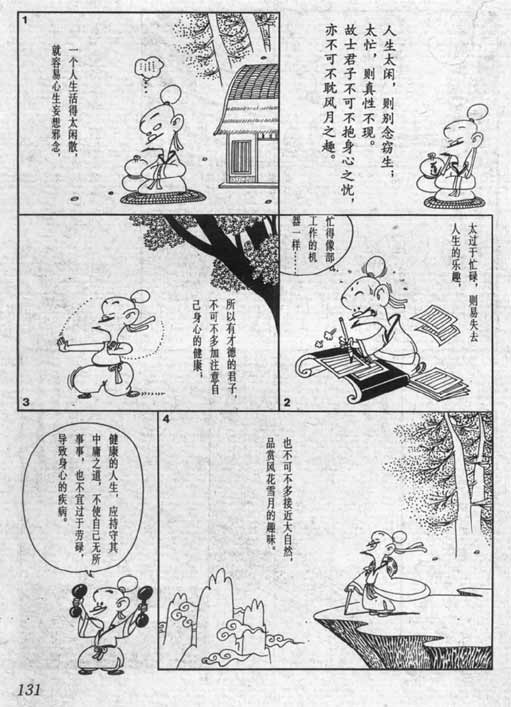 人生太闲，则别念窃生；
太忙，则真性不现。
故士君子不可不抱身心之忧，
亦不可不耽风月之趣。
1
一个人生活得太闲散，
就容易心生妄想邪念，
2
太过于忙碌，则易失去
人生的乐趣，
忙得像部
工作的机
器一样……
3
所以有才德的君子，
不可不多加注意自
己身心的健康；
4
也不可不多接近大自然，
品赏风花雪月的趣味。
健康的人生，应持守其
中庸之道，不使自己无所
事事，也不宜过于劳碌，
导致身心的疾病。
131